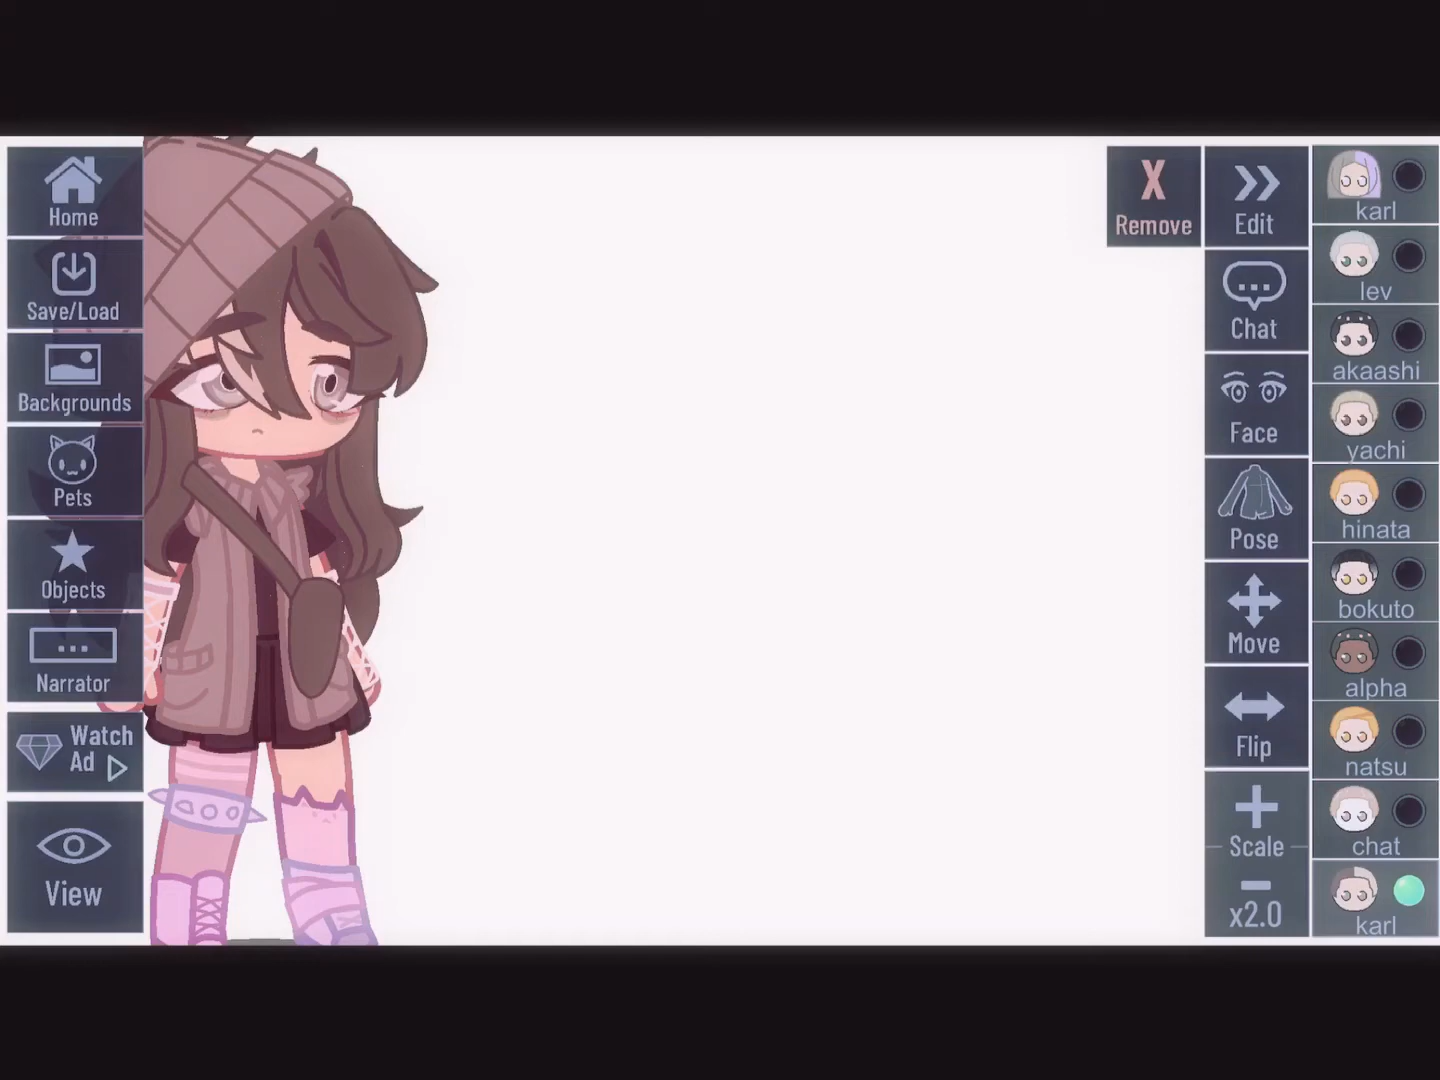 Home
Save/Load
Backgrounds
Pets
Objects
Narrator
Watch
Ad
View
X
Remove
Edit
Chat
Face
Pose
Move
Flip
Scale
x2.0
karl
lev
akaashi
yachi
hinata
bokuto
alpha
natsu
chat
karl